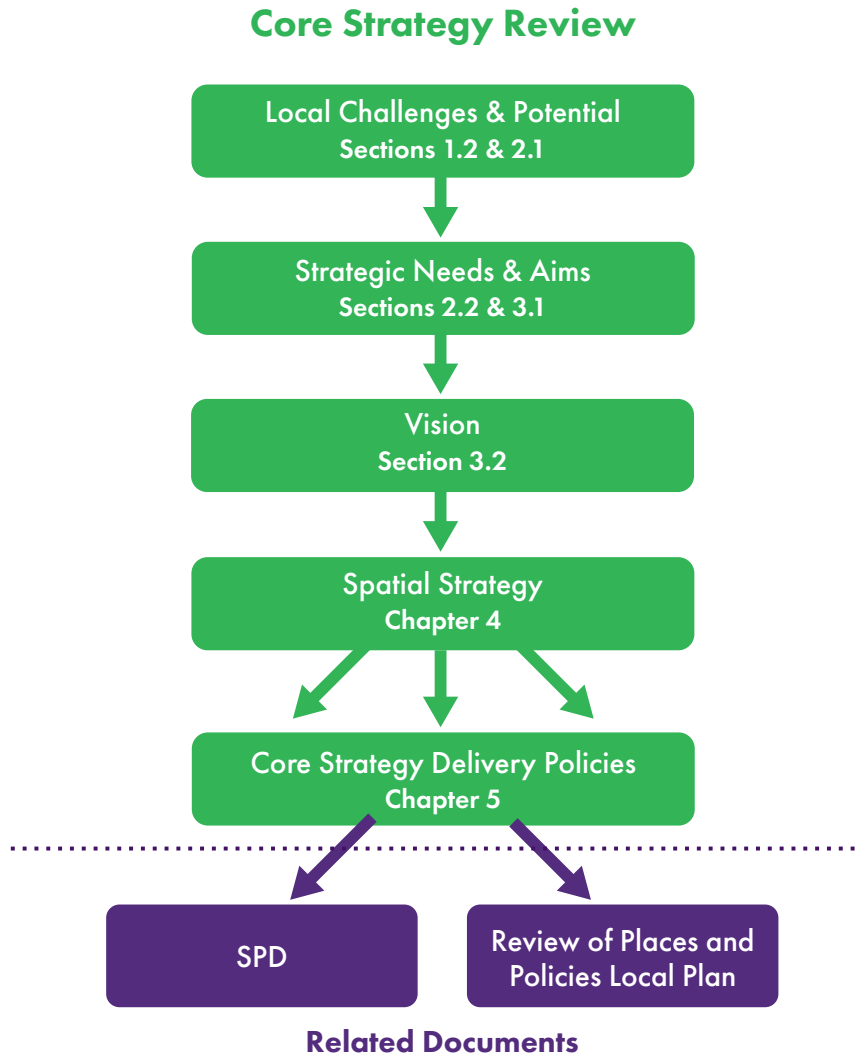 Core Strategy Review
Local Challenges & Potential
Sections 1.2 & 2.1
Strategic Needs & Aims
Sections 2.2 & 3.1
Vision
Section 3.2
Spatial Strategy
Chapter 4
Core Strategy Delivery Policies
Chapter 5
SPD
Review of Places and
Policies Local Plan
Related Documents